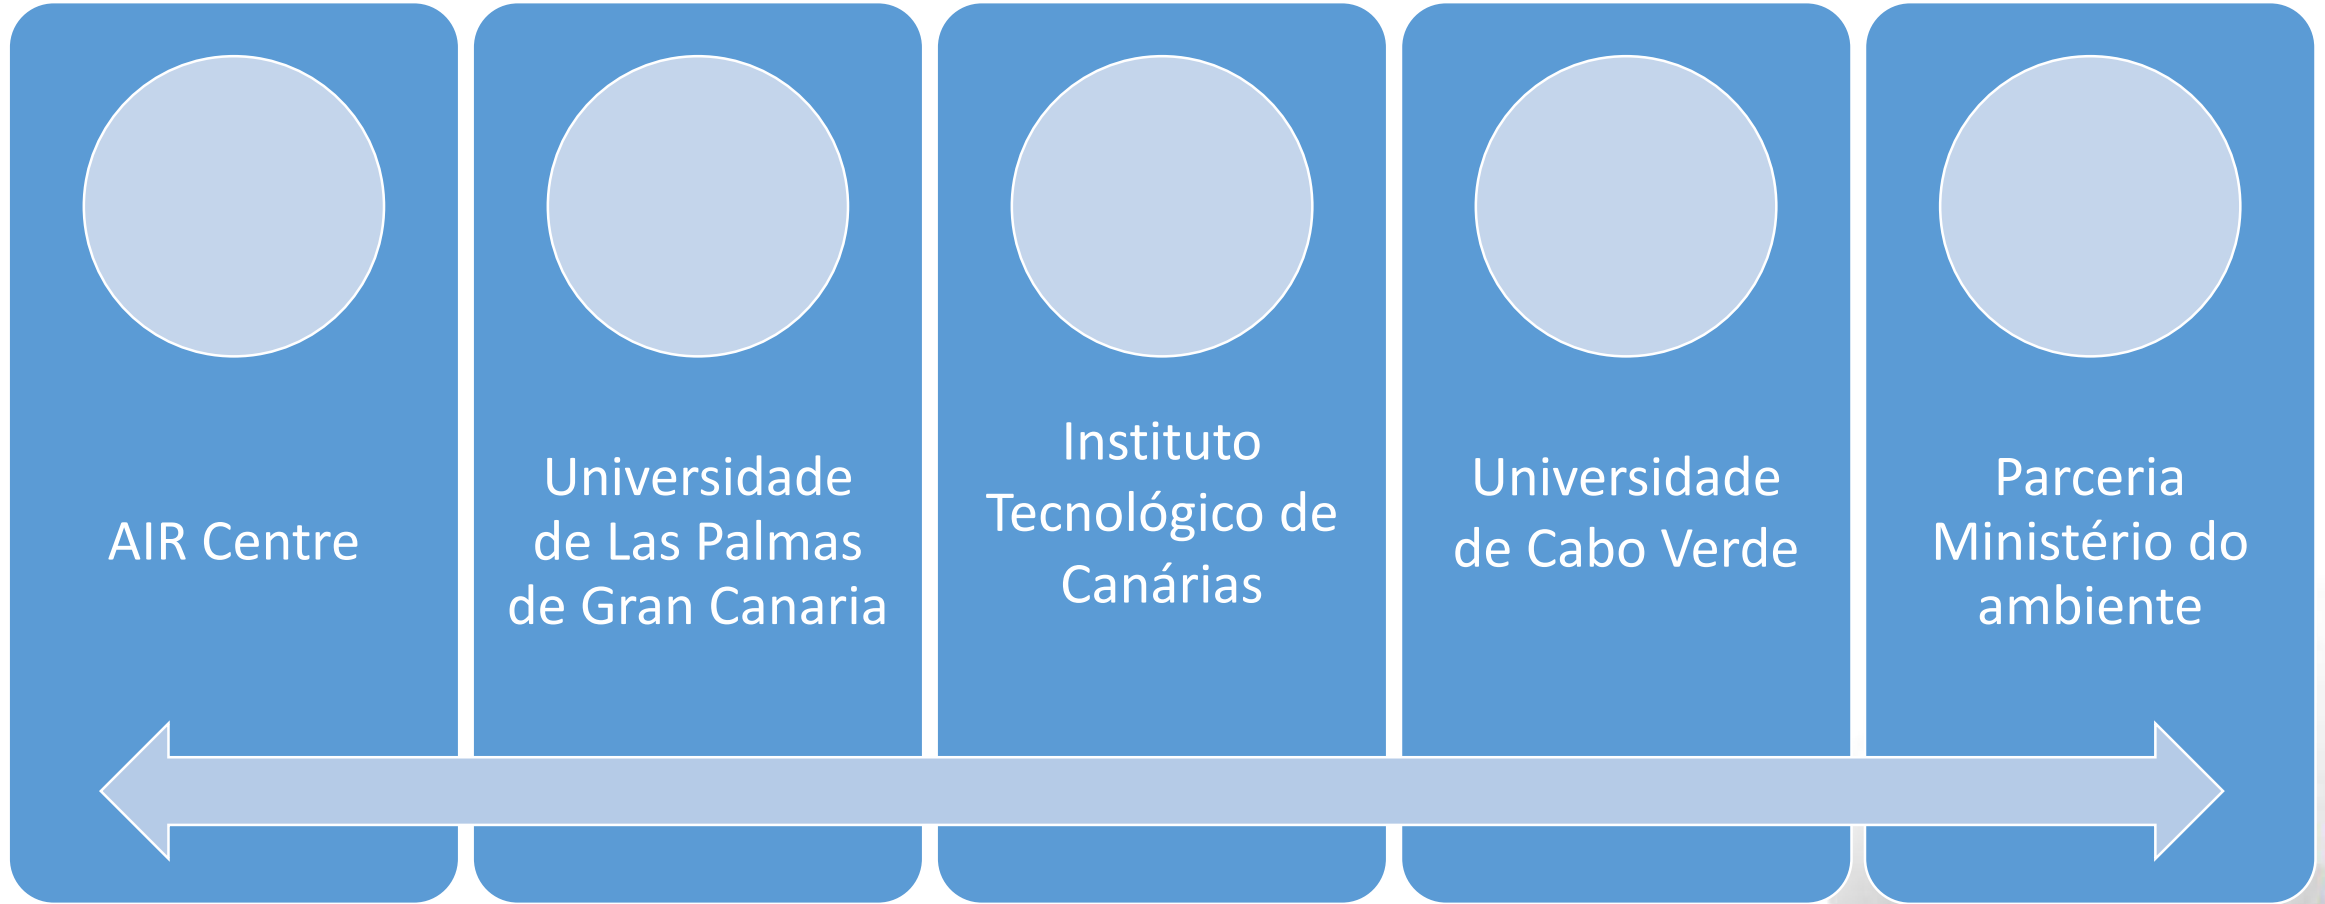 AIR Centre
Universidade
de Las Palmas
de Gran Canaria
Instituto
Tecnológico de
Canárias
Universidade
de Cabo Verde
Parceria
Ministério do
ambiente